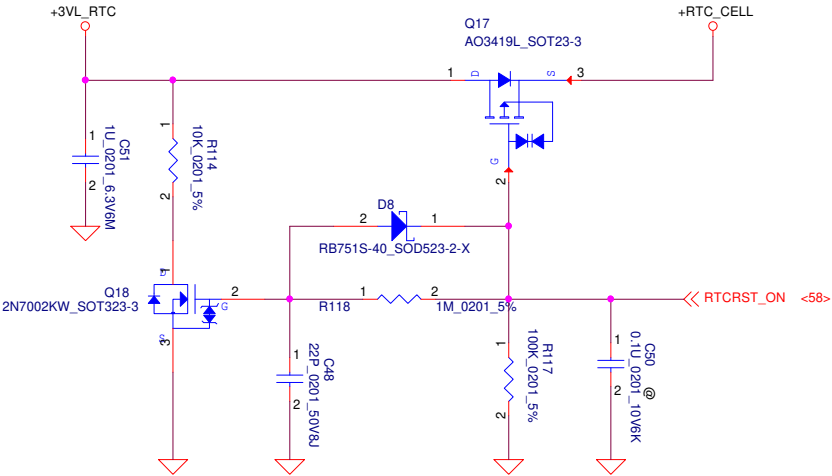 +3VL_RTC
Q17
AO3419L_SOT23-3
+RTC_CELL
1
D
S
3
G
2
1
2
C51
1U_0201_6.3V6M
1
2
R114
10K_0201_5%
D8
2
1
RB751S-40_SOD523-2-X
Q18
2N7002KW_SOT323-3
D
1
G
2
S
3
R118
1
2
1M_0201_5%
RTCRST_ON <58>
1
2
C48
22P_0201_50V8J
1
2
R117
100K_0201_5%
1
2
C50
0.1U_0201_10V6K
@